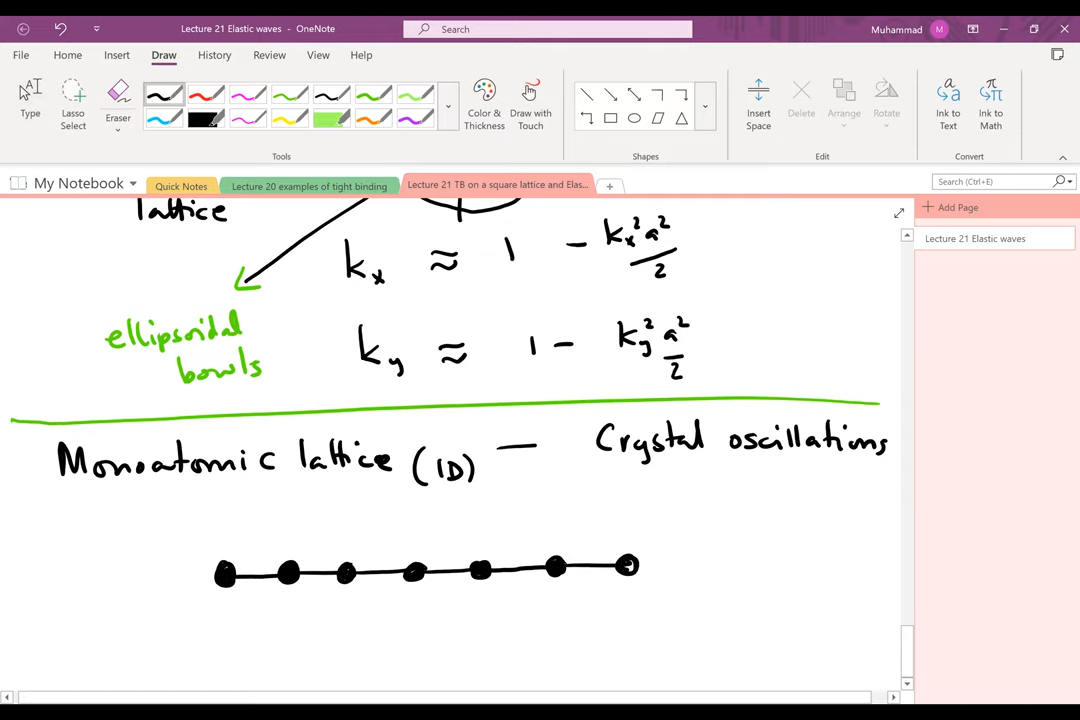 Lecture 21 Elastic waves - OneNote
Search
Muhammad
M
File Home Insert Draw History Review View Help
Type
Lasso Select
Eraser
Color & Thickness
Draw with Touch
Insert Space
Delete
Arrange
Rotate
Ink to Text
Ink to Math
Tools
Shapes
Edit
Convert
My Notebook
Quick Notes
Lecture 20 examples of tight binding
Lecture 21 TB on a square lattice and Elas...
Search (Ctrl+E)
Add Page
Lecture 21 Elastic waves
lattice
kx ≈ 1 - kx²a²/2
ellipsoidal
bowls
ky ≈ 1 - ky²a²/2
Monoatomic lattice (1D) — Crystal oscillations